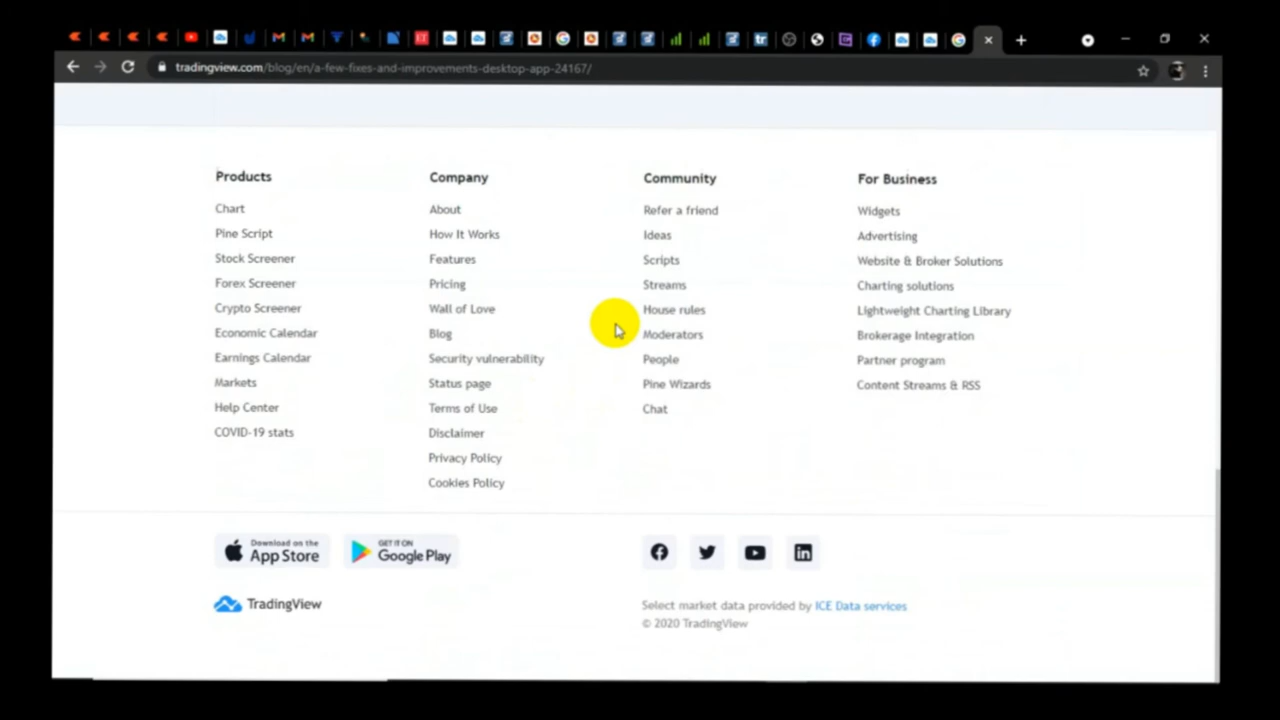 tradingview.com/blog/en/a-few-fixes-and-improvements-desktop-app-24167/
Products
Chart
Pine Script
Stock Screener
Forex Screener
Crypto Screener
Economic Calendar
Earnings Calendar
Markets
Help Center
COVID-19 stats
Company
About
How It Works
Features
Pricing
Wall of Love
Blog
Security vulnerability
Status page
Terms of Use
Disclaimer
Privacy Policy
Cookies Policy
Community
Refer a friend
Ideas
Scripts
Streams
House rules
Moderators
People
Pine Wizards
Chat
For Business
Widgets
Advertising
Website & Broker Solutions
Charting solutions
Lightweight Charting Library
Brokerage Integration
Partner program
Content Streams & RSS
Download on the
App Store
GET IT ON
Google Play
TradingView
Select market data provided by ICE Data services
© 2020 TradingView